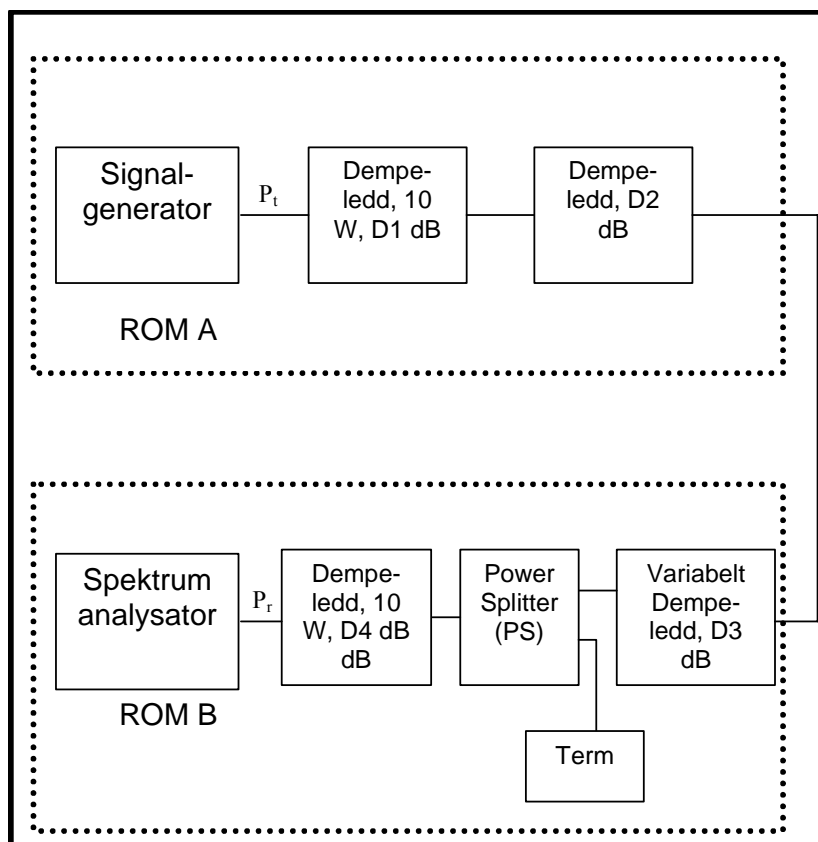 Signal-
generator
Pt
Dempe-
ledd, 10
W, D1 dB
Dempe-
ledd, D2
dB
ROM A
Spektrum
analysator
Pr
Dempe-
ledd, 10
W, D4 dB
dB
Power
Splitter
(PS)
Variabelt
Dempe-
ledd, D3
dB
ROM B
Term